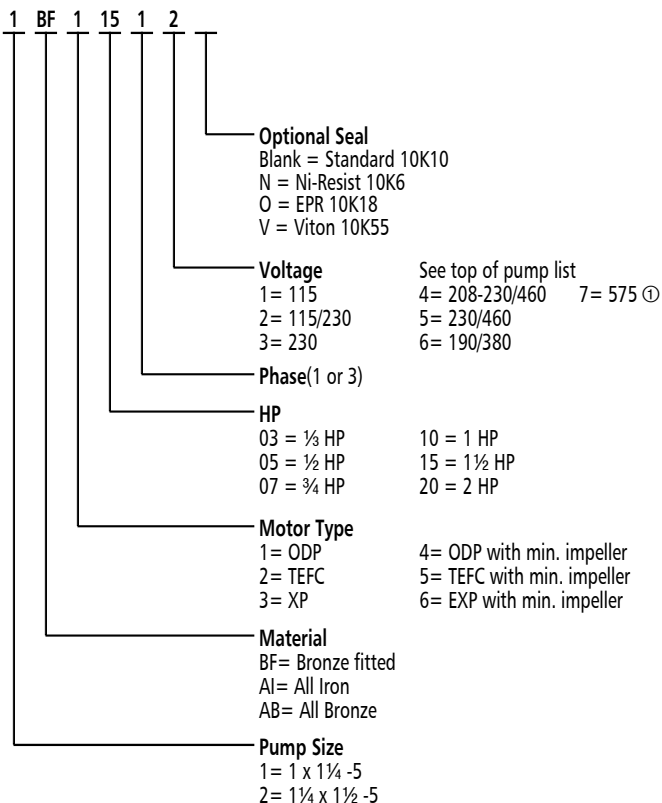 1 BF 1 15 1 2
Optional Seal
Blank = Standard 10K10
N = Ni-Resist 10K6
O = EPR 10K18
V = Viton 10K55
Voltage See top of pump list
1= 115 4= 208-230/460 7= 575 ①
2= 115/230 5= 230/460
3= 230 6= 190/380
Phase(1 or 3)
HP
03 = ⅓ HP 10 = 1 HP
05 = ½ HP 15 = 1½ HP
07 = ¾ HP 20 = 2 HP
Motor Type
1= ODP 4= ODP with min. impeller
2= TEFC 5= TEFC with min. impeller
3= XP 6= EXP with min. impeller
Material
BF= Bronze fitted
AI= All Iron
AB= All Bronze
Pump Size
1= 1 x 1¼ -5
2= 1¼ x 1½ -5